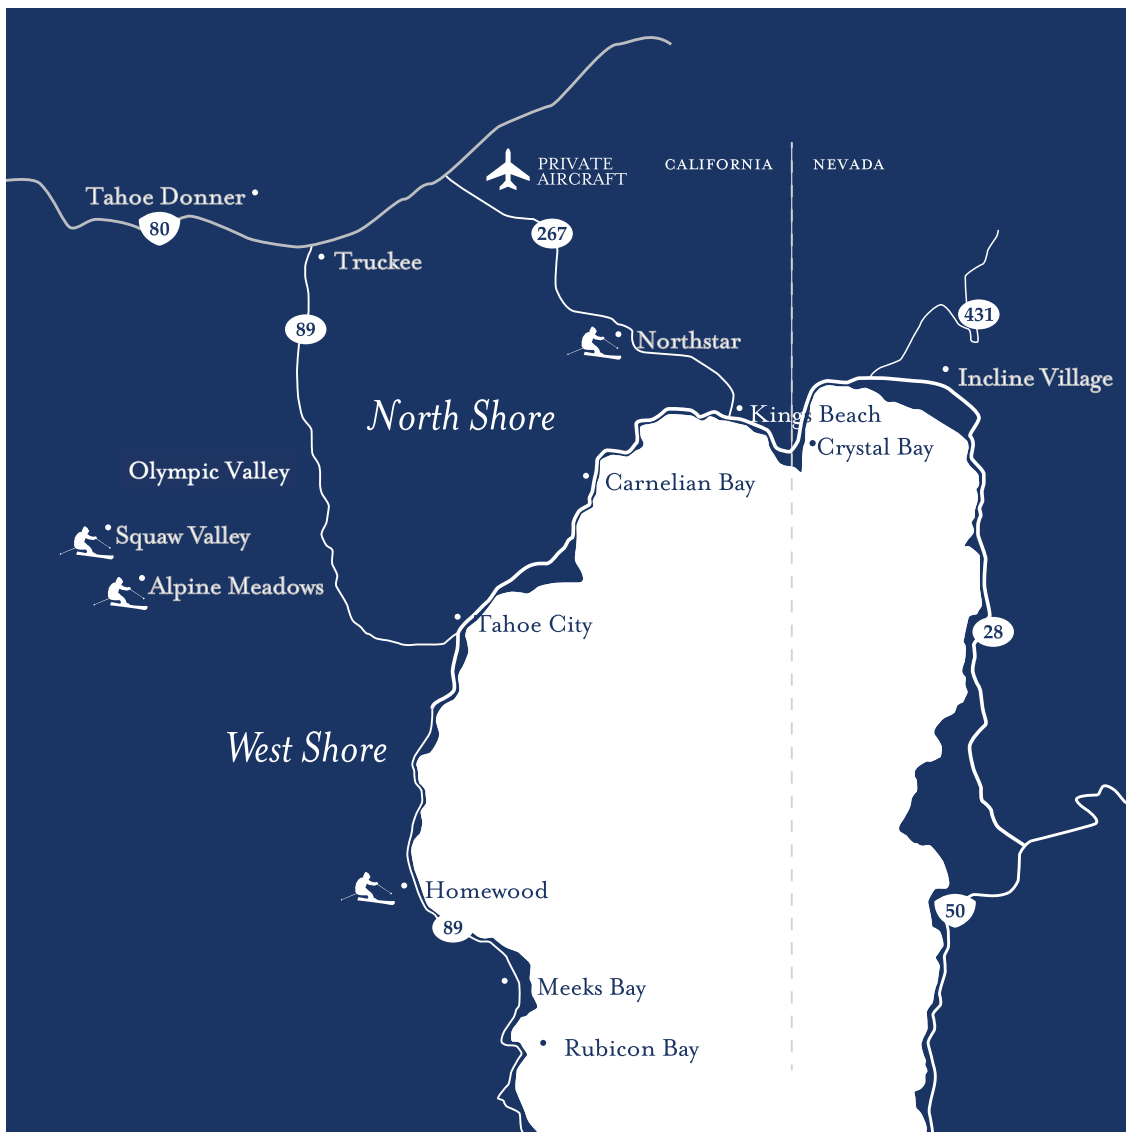 PRIVATE
AIRCRAFT
CALIFORNIA
NEVADA
Tahoe Donner
80
267
Truckee
431
89
Northstar
Incline Village
North Shore
Kings Beach
Crystal Bay
Olympic Valley
Carnelian Bay
Squaw Valley
Alpine Meadows
Tahoe City
28
West Shore
Homewood
50
89
Meeks Bay
Rubicon Bay